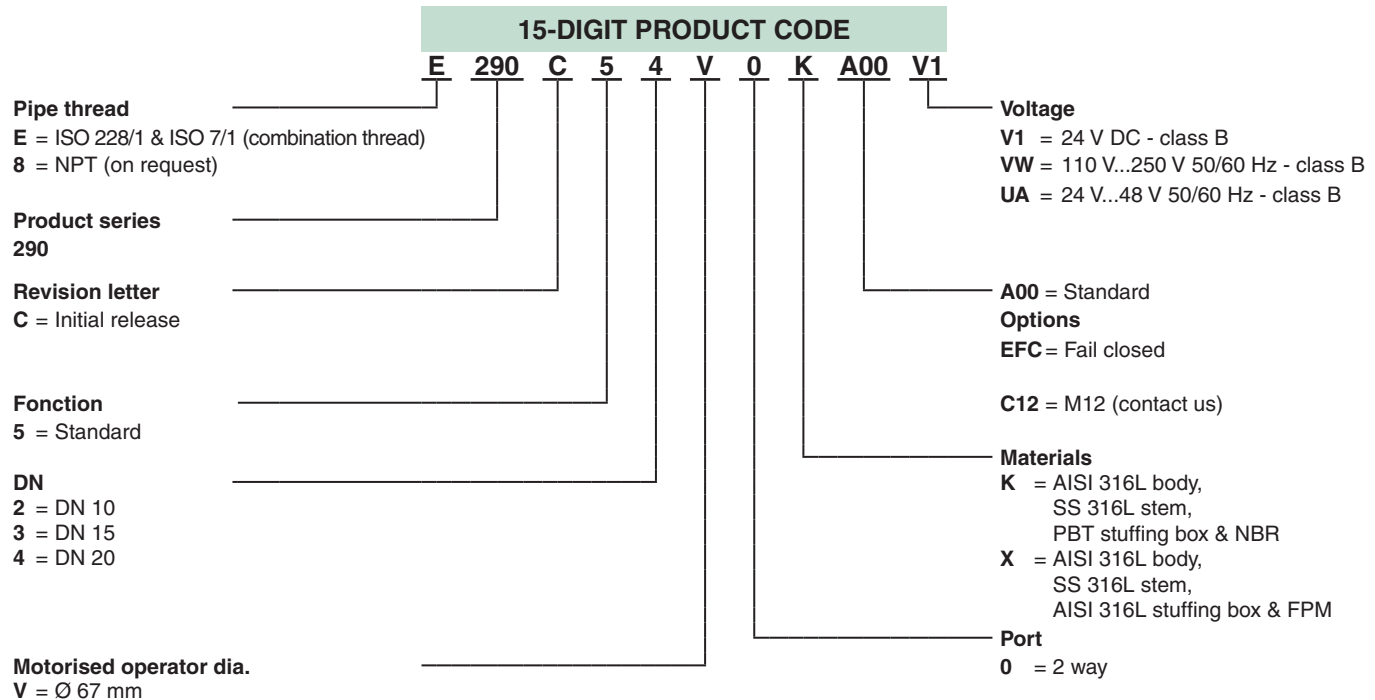 15-DIGIT PRODUCT CODE
E 290 C 5 4 V 0 K A00 V1
Pipe thread
E = ISO 228/1 & ISO 7/1 (combination thread)
8 = NPT (on request)
Product series
290
Revision letter
C = Initial release
Fonction
5 = Standard
DN
2 = DN 10
3 = DN 15
4 = DN 20
Motorised operator dia.
V = Ø 67 mm
Voltage
V1 = 24 V DC - class B
VW = 110 V...250 V 50/60 Hz - class B
UA = 24 V...48 V 50/60 Hz - class B
A00 = Standard
Options
EFC = Fail closed
C12 = M12 (contact us)
Materials
K = AISI 316L body,
SS 316L stem,
PBT stuffing box & NBR
X = AISI 316L body,
SS 316L stem,
AISI 316L stuffing box & FPM
Port
0 = 2 way